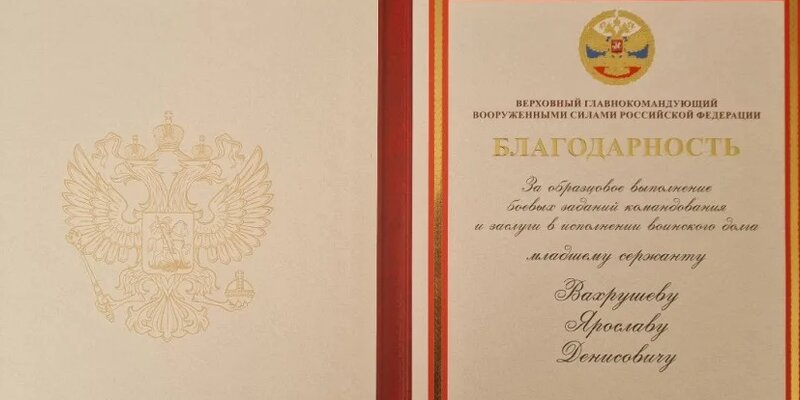 ВЕРХОВНЫЙ ГЛАВНОКОМАНДУЮЩИЙ
ВООРУЖЕННЫМИ СИЛАМИ РОССИЙСКОЙ ФЕДЕРАЦИИ
БЛАГОДАРНОСТЬ
За образцовое выполнение
боевых заданий командования
и заслуги в исполнении воинского долга
младшему сержанту
Вахрушеву
Ярославу
Денисовичу